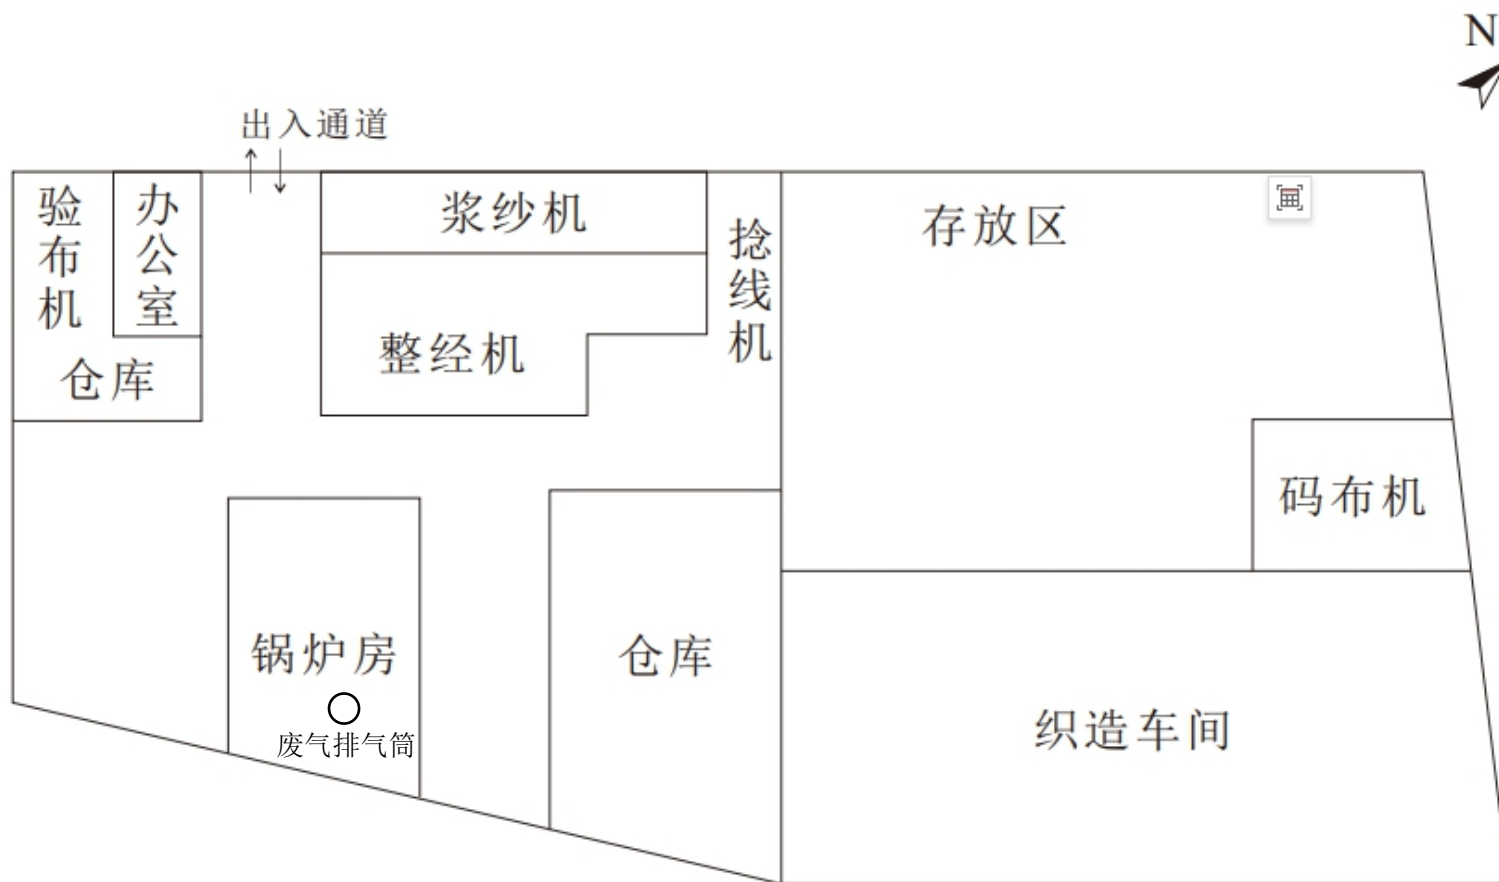 N
出入通道
验布机
办公室
浆纱机
捻线机
存放区
整经机
仓库
码布机
锅炉房
仓库
废气排气筒
织造车间